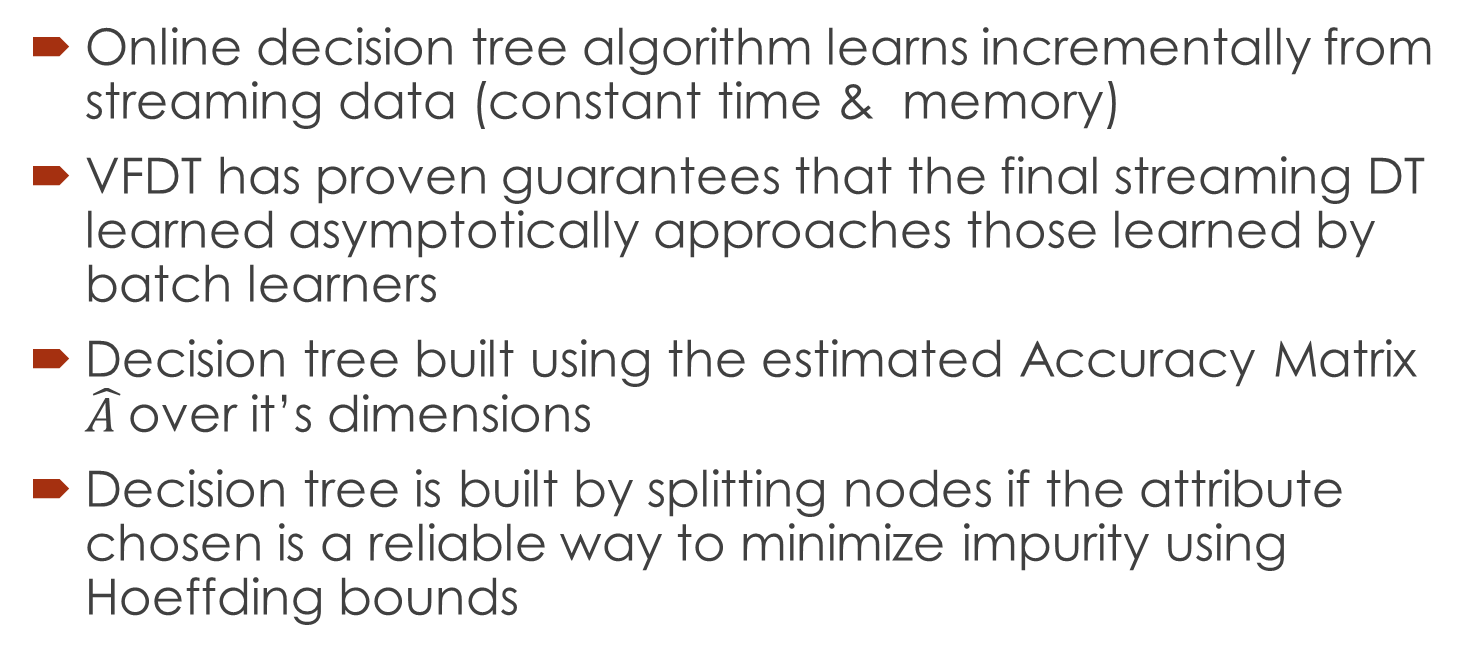 Online decision tree algorithm learns incrementally from
streaming data (constant time &  memory)
VFDT has proven guarantees that the final streaming DT
learned asymptotically approaches those learned by
batch learners
Decision tree built using the estimated Accuracy Matrix
Â over it’s dimensions
Decision tree is built by splitting nodes if the attribute
chosen is a reliable way to minimize impurity using
Hoeffding bounds